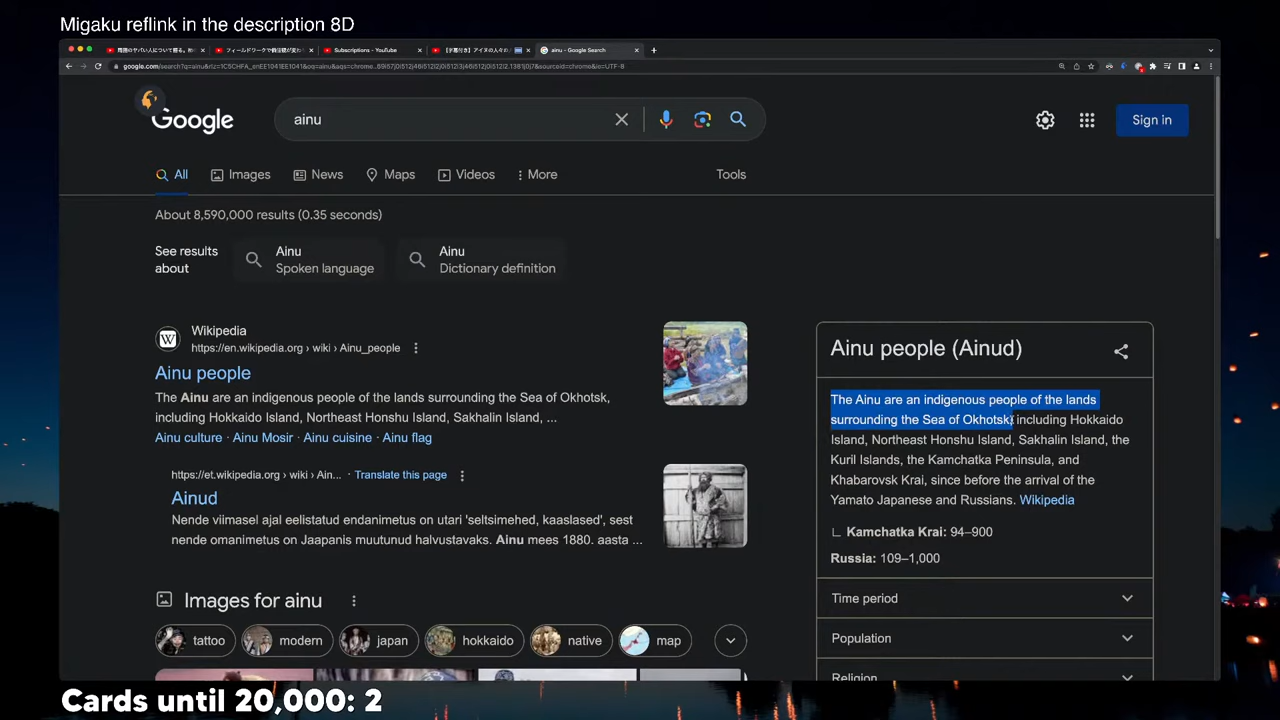 Migaku reflink in the description 8D
Subscriptions - YouTube
ainu - Google Search
Google
ainu
Sign in
All
Images
News
Maps
Videos
More
Tools
About 8,590,000 results (0.35 seconds)
See results about
Ainu
Spoken language
Ainu
Dictionary definition
Wikipedia
https://en.wikipedia.org › wiki › Ainu_people
Ainu people
The Ainu are an indigenous people of the lands surrounding the Sea of Okhotsk,
including Hokkaido Island, Northeast Honshu Island, Sakhalin Island, ...
Ainu culture · Ainu Mosir · Ainu cuisine · Ainu flag
https://et.wikipedia.org › wiki › Ain... · Translate this page
Ainud
Nende viimasel ajal eelistatud endanimetus on utari 'seltsimehed, kaaslased', sest
nende omanimetus on Jaapanis muutunud halvustavaks. Ainu mees 1880. aasta ...
Images for ainu
tattoo
modern
japan
hokkaido
native
map
Ainu people (Ainud)
The Ainu are an indigenous people of the lands
surrounding the Sea of Okhotsk, including Hokkaido
Island, Northeast Honshu Island, Sakhalin Island, the
Kuril Islands, the Kamchatka Peninsula, and
Khabarovsk Krai, since before the arrival of the
Yamato Japanese and Russians. Wikipedia
Kamchatka Krai: 94–900
Russia: 109–1,000
Time period
Population
Religion
Cards until 20,000: 2